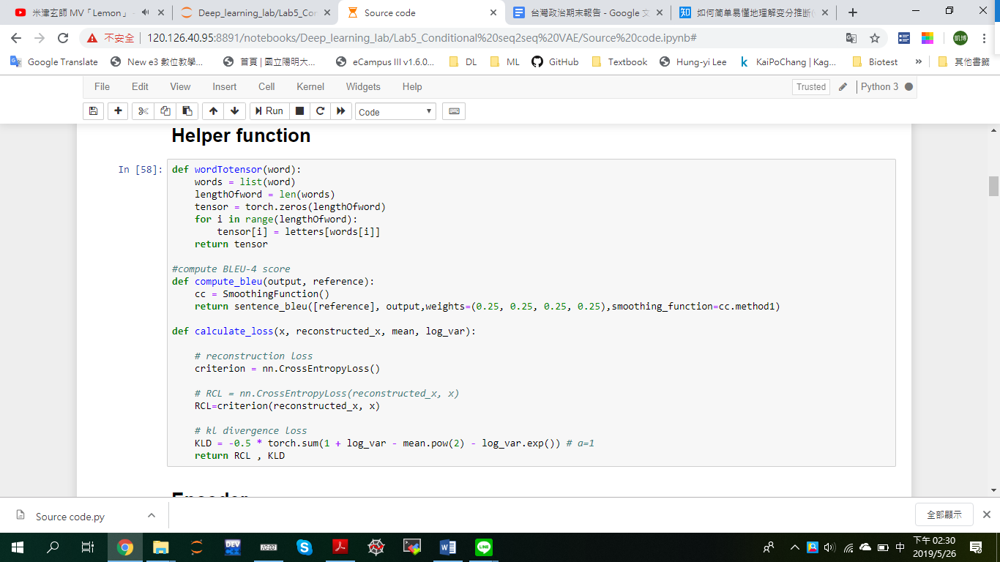 米津玄師 MV「Lemon」
Deep_learning_lab/Lab5_Con
Source code
台灣政治期末報告 - Google 文
如何简单易懂地理解变分推断(
不安全
120.126.40.95:8891/notebooks/Deep_learning_lab/Lab5_Conditional%20seq2seq%20VAE/Source%20code.ipynb#
凱博
Google Translate
New e3 數位教學...
首頁 | 國立陽明大...
eCampus III v1.6.0...
DL
ML
GitHub
Textbook
Hung-yi Lee
KaiPoChang | Kag...
Biotest
其他書籤
File Edit View Insert Cell Kernel Widgets Help
Trusted
Python 3
Run
Code
Helper function
In [58]:
def wordTotensor(word):
    words = list(word)
    lengthOfword = len(words)
    tensor = torch.zeros(lengthOfword)
    for i in range(lengthOfword):
        tensor[i] = letters[words[i]]
    return tensor
#compute BLEU-4 score
def compute_bleu(output, reference):
    cc = SmoothingFunction()
    return sentence_bleu([reference], output,weights=(0.25, 0.25, 0.25, 0.25),smoothing_function=cc.method1)
def calculate_loss(x, reconstructed_x, mean, log_var):
    # reconstruction loss
    criterion = nn.CrossEntropyLoss()
    # RCL = nn.CrossEntropyLoss(reconstructed_x, x)
    RCL=criterion(reconstructed_x, x)
    # kl divergence loss
    KLD = -0.5 * torch.sum(1 + log_var - mean.pow(2) - log_var.exp()) # a=1
    return RCL , KLD
Encoder
Source code.py
全部顯示
DEV
中
下午 02:30
2019/5/26
LINE